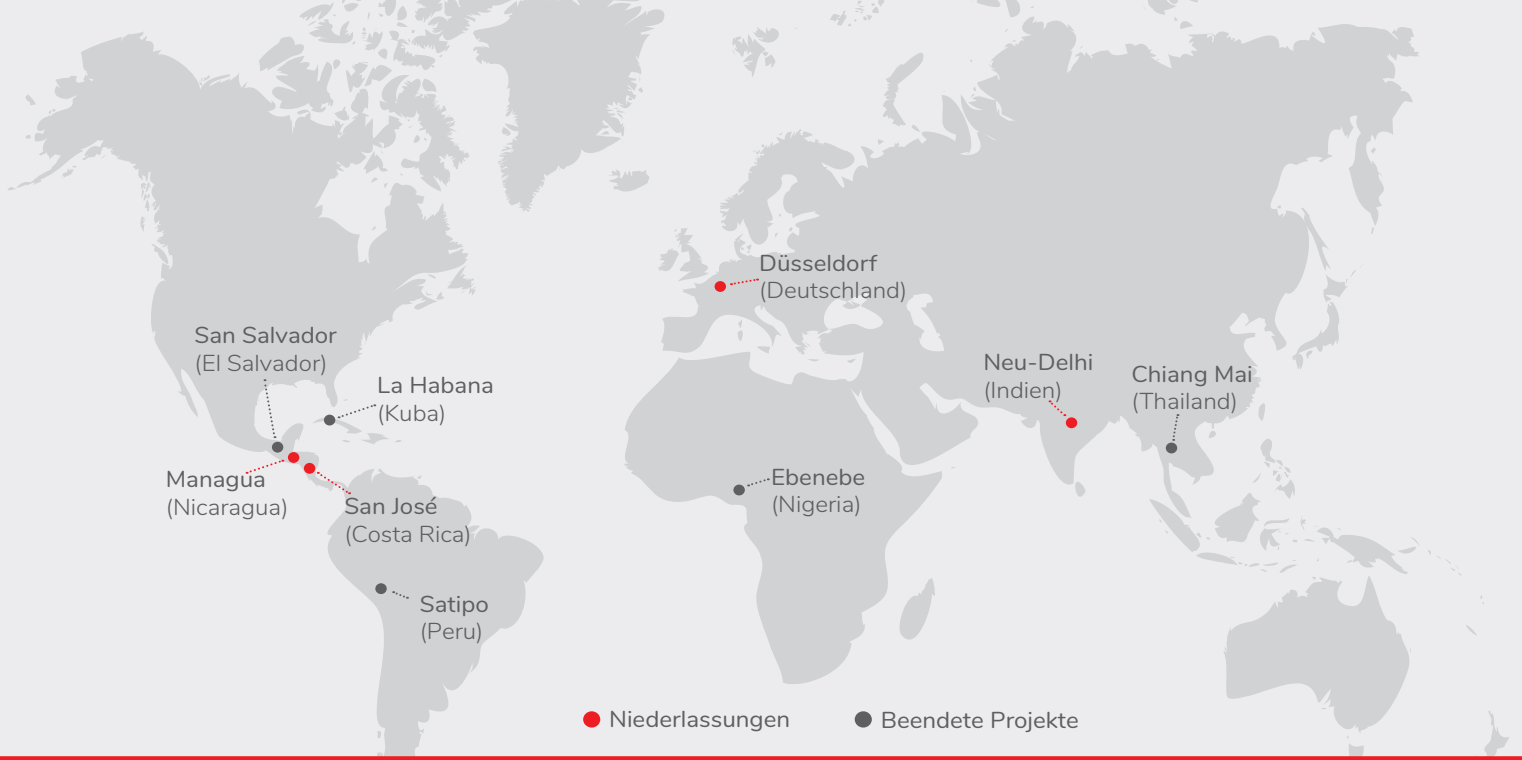 Düsseldorf
(Deutschland)
San Salvador
(El Salvador)
La Habana
(Kuba)
Neu-Delhi
(Indien)
Chiang Mai
(Thailand)
Managua
(Nicaragua)
San José
(Costa Rica)
Ebenebe
(Nigeria)
Satipo
(Peru)
Niederlassungen
Beendete Projekte